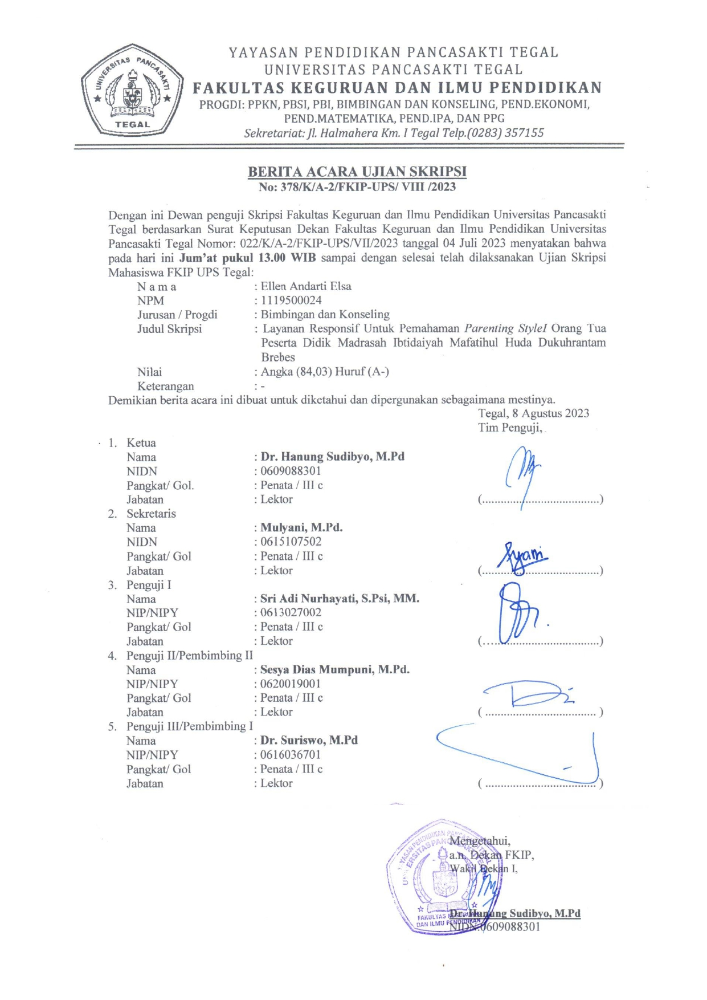 YAYASAN PENDIDIKAN PANCASAKTI TEGAL
UNIVERSITAS PANCASAKTI TEGAL
FAKULTAS KEGURUAN DAN ILMU PENDIDIKAN
PROGDI: PPKN, PBSI, PBI, BIMBINGAN DAN KONSELING, PEND.EKONOMI,
PEND.MATEMATIKA, PEND.IPA, DAN PPG
Sekretariat: Jl. Halmahera Km. I Tegal Telp.(0283) 357155
UNIVERSITAS PANCASAKTI
TEGAL
BERITA ACARA UJIAN SKRIPSI
No: 378/K/A-2/FKIP-UPS/ VIII /2023
Dengan ini Dewan penguji Skripsi Fakultas Keguruan dan Ilmu Pendidikan Universitas Pancasakti
Tegal berdasarkan Surat Keputusan Dekan Fakultas Keguruan dan Ilmu Pendidikan Universitas
Pancasakti Tegal Nomor: 022/K/A-2/FKIP-UPS/VII/2023 tanggal 04 Juli 2023 menyatakan bahwa
pada hari ini Jum'at pukul 13.00 WIB sampai dengan selesai telah dilaksanakan Ujian Skripsi
Mahasiswa FKIP UPS Tegal:
N a m a : Ellen Andarti Elsa
NPM : 1119500024
Jurusan / Progdi : Bimbingan dan Konseling
Judul Skripsi : Layanan Responsif Untuk Pemahaman Parenting StyleI Orang Tua
Peserta Didik Madrasah Ibtidaiyah Mafatihul Huda Dukuhrantam
Brebes
Nilai : Angka (84,03) Huruf (A-)
Keterangan : -
Demikian berita acara ini dibuat untuk diketahui dan dipergunakan sebagaimana mestinya.
Tegal, 8 Agustus 2023
Tim Penguji,
1. Ketua
Nama : Dr. Hanung Sudibyo, M.Pd
NIDN : 0609088301
Pangkat/ Gol. : Penata / III c
Jabatan : Lektor (......................................)
2. Sekretaris
Nama : Mulyani, M.Pd.
NIDN : 0615107502
Pangkat/ Gol : Penata / III c
Jabatan : Lektor (......................................)
3. Penguji I
Nama : Sri Adi Nurhayati, S.Psi, MM.
NIP/NIPY : 0613027002
Pangkat/ Gol : Penata / III c
Jabatan : Lektor (......................................)
4. Penguji II/Pembimbing II
Nama : Sesya Dias Mumpuni, M.Pd.
NIP/NIPY : 0620019001
Pangkat/ Gol : Penata / III c
Jabatan : Lektor ( .................................... )
5. Penguji III/Pembimbing I
Nama : Dr. Suriswo, M.Pd
NIP/NIPY : 0616036701
Pangkat/ Gol : Penata / III c
Jabatan : Lektor ( .................................... )
Mengetahui,
a.n. Dekan FKIP,
Wakil Dekan I,
Dr. Hanung Sudibyo, M.Pd
NIDN.0609088301
FAKULTAS KEGURUAN
DAN ILMU PENDIDIKAN